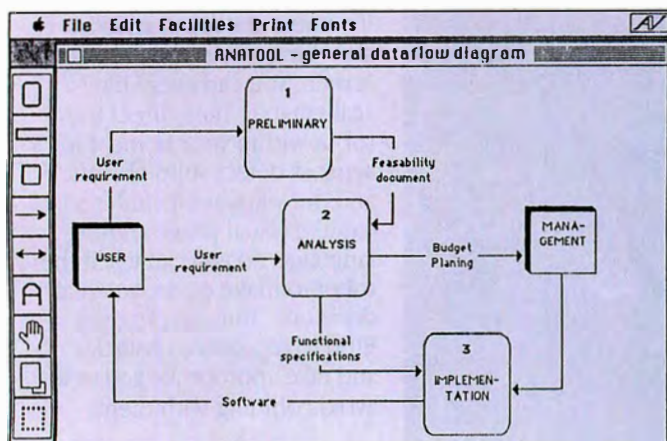 File Edit Facilities Print Fonts
ANATOOL - general dataflow diagram
1
PRELIMINARY
User
requirement
Feasability
document
2
ANALYSIS
USER
User
requirement
Budget
Planing
MANA-
GEMENT
Functional
specifications
3
IMPLEMEN-
TATION
Software